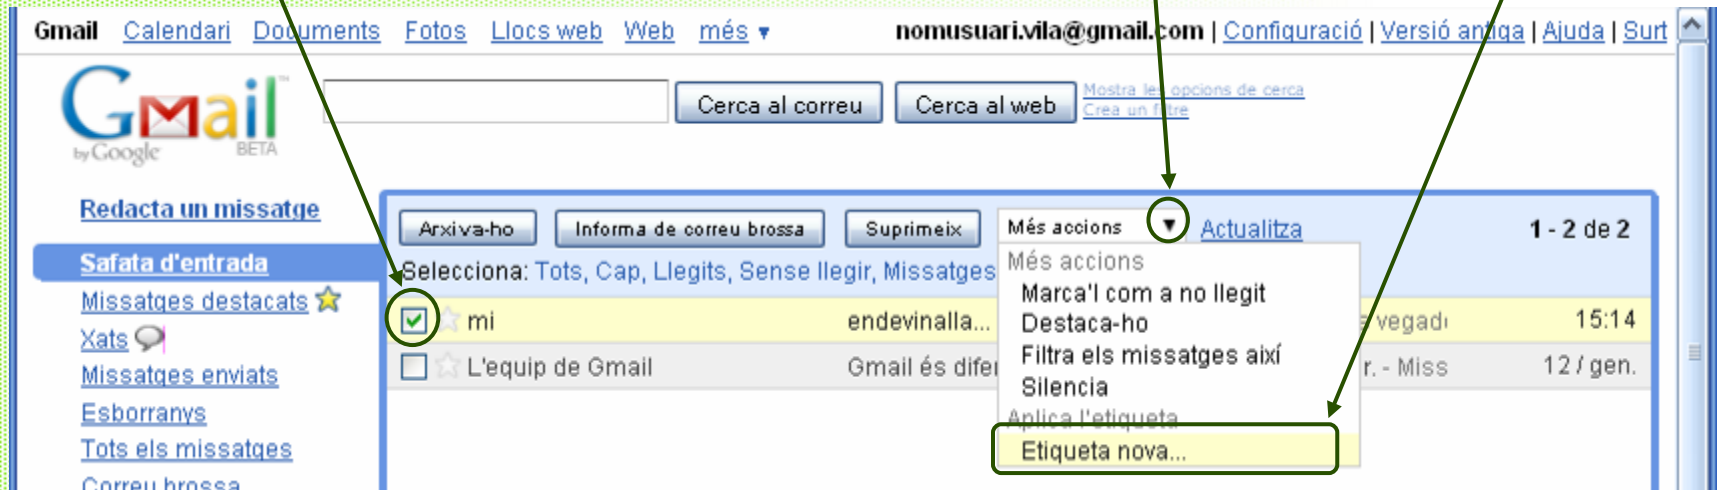 Gmail Calendari Documents Fotos Llocs web Web més ▾ nomusuari.vila@gmail.com | Configuració | Versió antiga | Ajuda | Surt
Gmail
by Google BETA
Cerca al correu Cerca al web Mostra les opcions de cerca
Crea un filtre
Redacta un missatge
Safata d'entrada
Missatges destacats
Xats
Missatges enviats
Esborranys
Tots els missatges
Correu brossa
Arxiva-ho Informa de correu brossa Suprimeix Més accions ▼ Actualitza 1 - 2 de 2
Selecciona: Tots, Cap, Llegits, Sense llegir, Missatges
mi endevinalla... 15:14
L'equip de Gmail Gmail és r. - Miss 12 / gen.
Més accions
Marca'l com a no llegit
Destaca-ho
Filtra els missatges així
Silencia
Aplica l'etiqueta
Etiqueta nova...